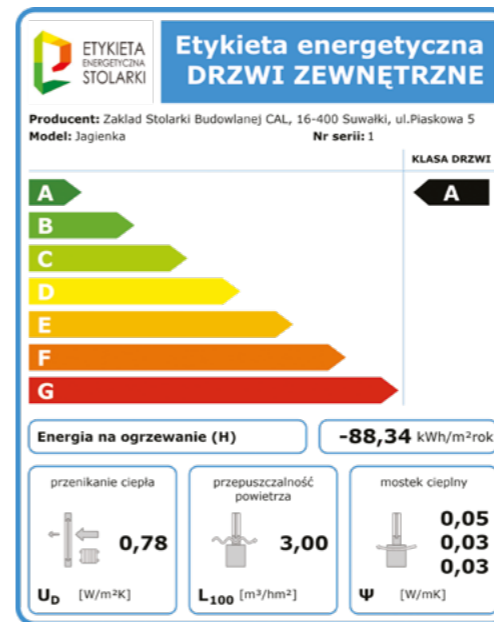 ETYKIETA
ENERGETYCZNA
STOLARKI
Etykieta energetyczna
DRZWI ZEWNĘTRZNE
Producent: Zaklad Stolarki Budowlanej CAL, 16-400 Suwałki, ul.Piaskowa 5
Model: Jagienka Nr serii: 1
KLASA DRZWI
A A
B
C
D
E
F
G
Energia na ogrzewanie (H) -88,34 kWh/m²rok
przenikanie ciepła
0,78
U_D [W/m²K]
przepuszczalność
powietrza
3,00
L₁₀₀ [m³/hm²]
mostek cieplny
0,05
0,03
0,03
Ψ [W/mK]